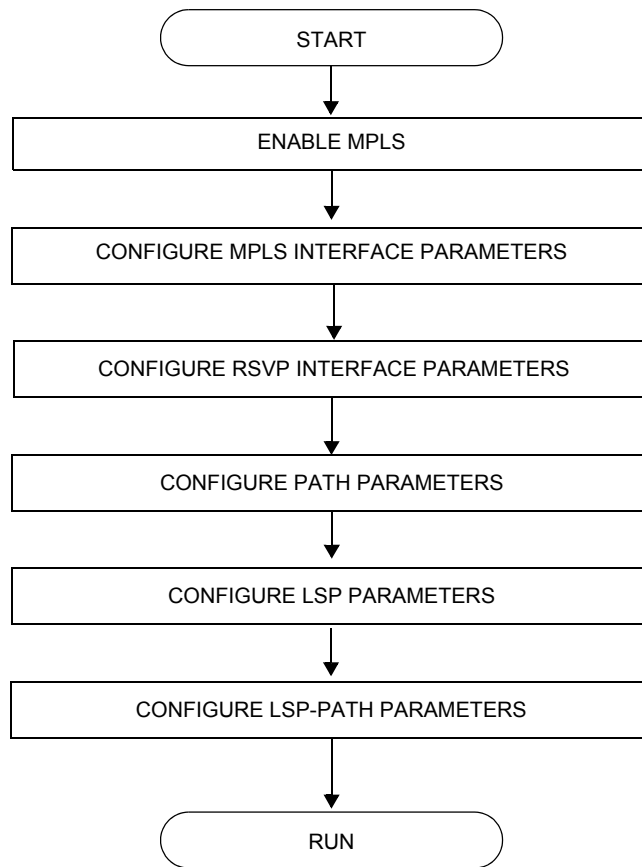 START
ENABLE MPLS
CONFIGURE MPLS INTERFACE PARAMETERS
CONFIGURE RSVP INTERFACE PARAMETERS
CONFIGURE PATH PARAMETERS
CONFIGURE LSP PARAMETERS
CONFIGURE LSP-PATH PARAMETERS
RUN